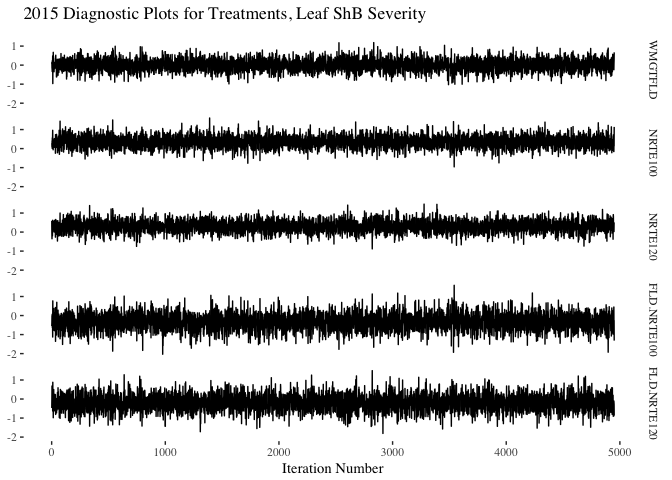 2015 Diagnostic Plots for Treatments, Leaf ShB Severity
1
0
-1
-2
WMGTFLD
1
0
-1
-2
NRTE100
1
0
-1
-2
NRTE120
1
0
-1
-2
FLD.NRTE100
1
0
-1
-2
FLD.NRTE120
0 1000 2000 3000 4000 5000
Iteration Number